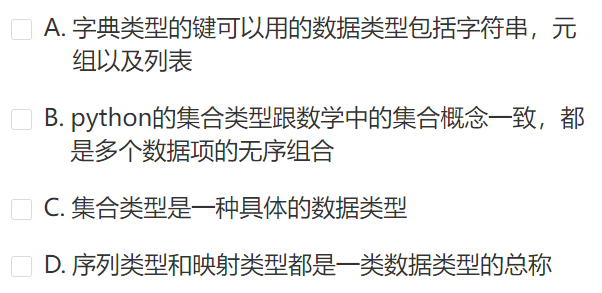 A. 字典类型的键可以用的数据类型包括字符串，元
组以及列表
B. python的集合类型跟数学中的集合概念一致，都
是多个数据项的无序组合
C. 集合类型是一种具体的数据类型
D. 序列类型和映射类型都是一类数据类型的总称